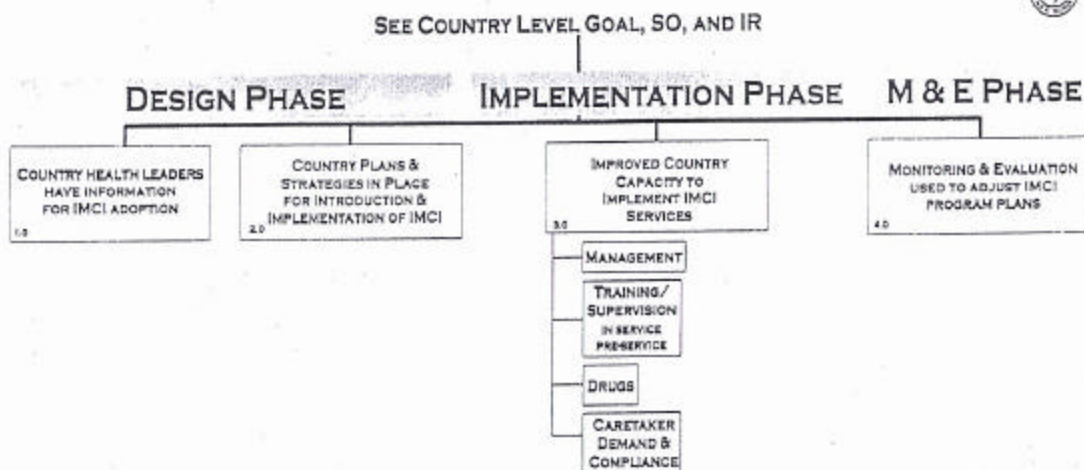 SEE COUNTRY LEVEL GOAL, SO, AND IR
DESIGN PHASE
IMPLEMENTATION PHASE
M & E PHASE
COUNTRY HEALTH LEADERS
HAVE INFORMATION
FOR IMCI ADOPTION
1.0
COUNTRY PLANS &
STRATEGIES IN PLACE
FOR INTRODUCTION &
IMPLEMENTATION OF IMCI
2.0
IMPROVED COUNTRY
CAPACITY TO
IMPLEMENT IMCI
SERVICES
3.0
MANAGEMENT
TRAINING/
SUPERVISION
IN SERVICE
PRE-SERVICE
DRUGS
CARETAKER
DEMAND &
COMPLIANCE
MONITORING & EVALUATION
USED TO ADJUST IMCI
PROGRAM PLANS
4.0